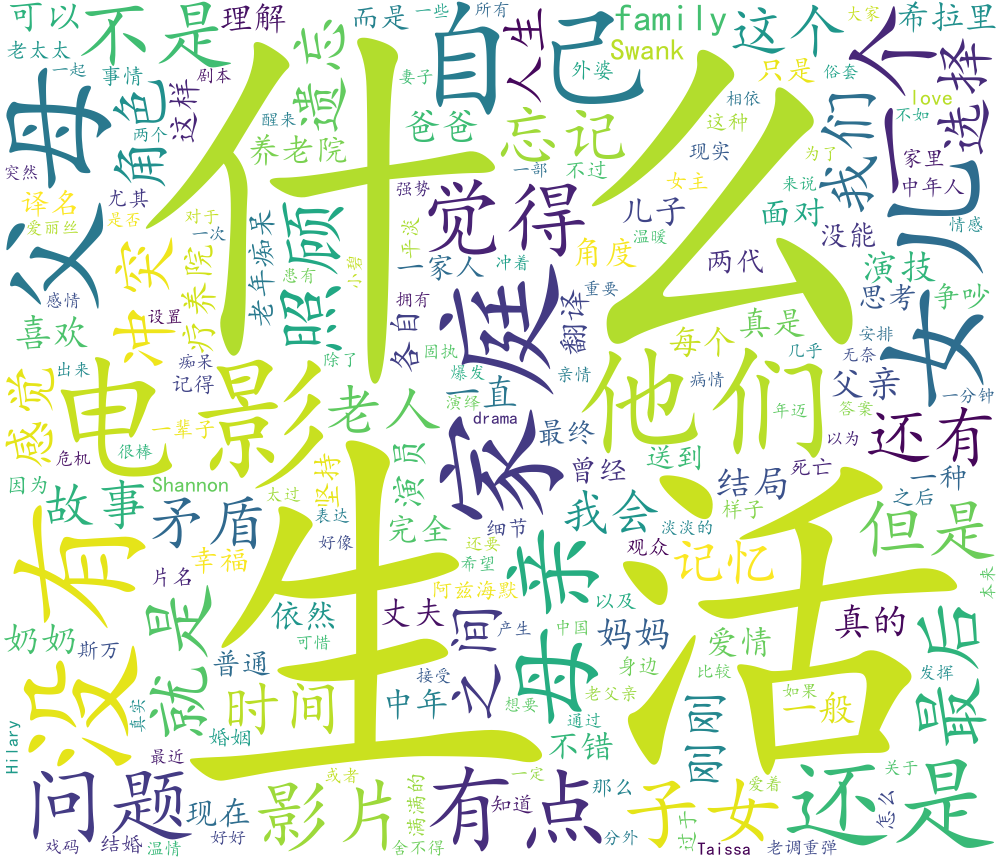 可以
不是
理解
而是
一些
所有
family
这个
大家
希拉里
老太太
一起
事情
剧本
遗忘
什么
自己
人生
妻子
外婆
Swank
只是
俗套
一个
选择
母亲
角色
两个
这样
醒来
养老院
爸爸
忘记
相依
这种
love
不如
我们
突然
译名
尤其
现实
强势
一部
不过
女主
为了
家里
中年人
来说
爱丽丝
是否
对于
一次
父母
冲突
疗养院
老年痴呆
照顾
患有
平淡
小碧
觉得
儿子
温暖
角度
两代
面对
没能
情感
女儿
感情
设置
一家人
冲着
拥有
重要
翻译
演技
思考
争吵
喜欢
除了
各自
固执
家庭
真是
每个
几乎
安排
无奈
感觉
出来
痴呆
记得
爆发
亲情
病情
父亲
一分钟
电影
老人
一直
演绎
他们
年迈
答案
一辈子
危机
很棒
drama
最终
以为
还有
因为
Shannon
坚持
演员
曾经
送到
结局
死亡
一种
之后
故事
矛盾
太过
表达
好像
完全
细节
还要
希望
我会
淡淡的
样子
观众
记忆
但是
没有
幸福
片名
生活
阿兹海默
本来
就是
依然
可惜
丈夫
之间
产生
中国
以及
妈妈
爱情
真的
最后
奶奶
斯万
普通
时间
接受
中年
想要
老父亲
身边
比较
如果
一般
发挥
真实
婚姻
通过
不错
刚刚
Hilary
最近
问题
现在
或者
影片
满满的
有点
知道
一定
那么
子女
爱着
还是
关于
怎么
戏码
结婚
温情
好好
舍不得
分外
过于
Taissa
老调重弹